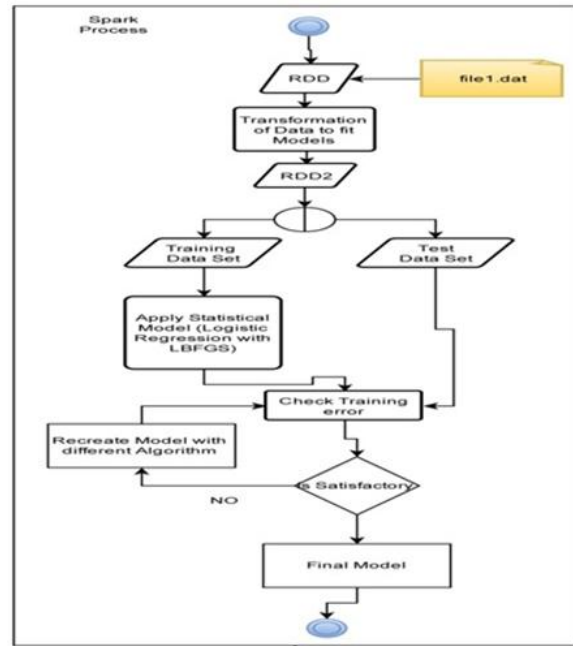 Spark
Process
RDD
file1.dat
Transformation
of Data to fit
Models
RDD2
Training
Data Set
Test
Data Set
Apply Statistical
Model (Logistic
Regression with
LBFGS)
Check Training
error
Recreate Model with
different Algorithm
Is Satisfactory
NO
Final Model